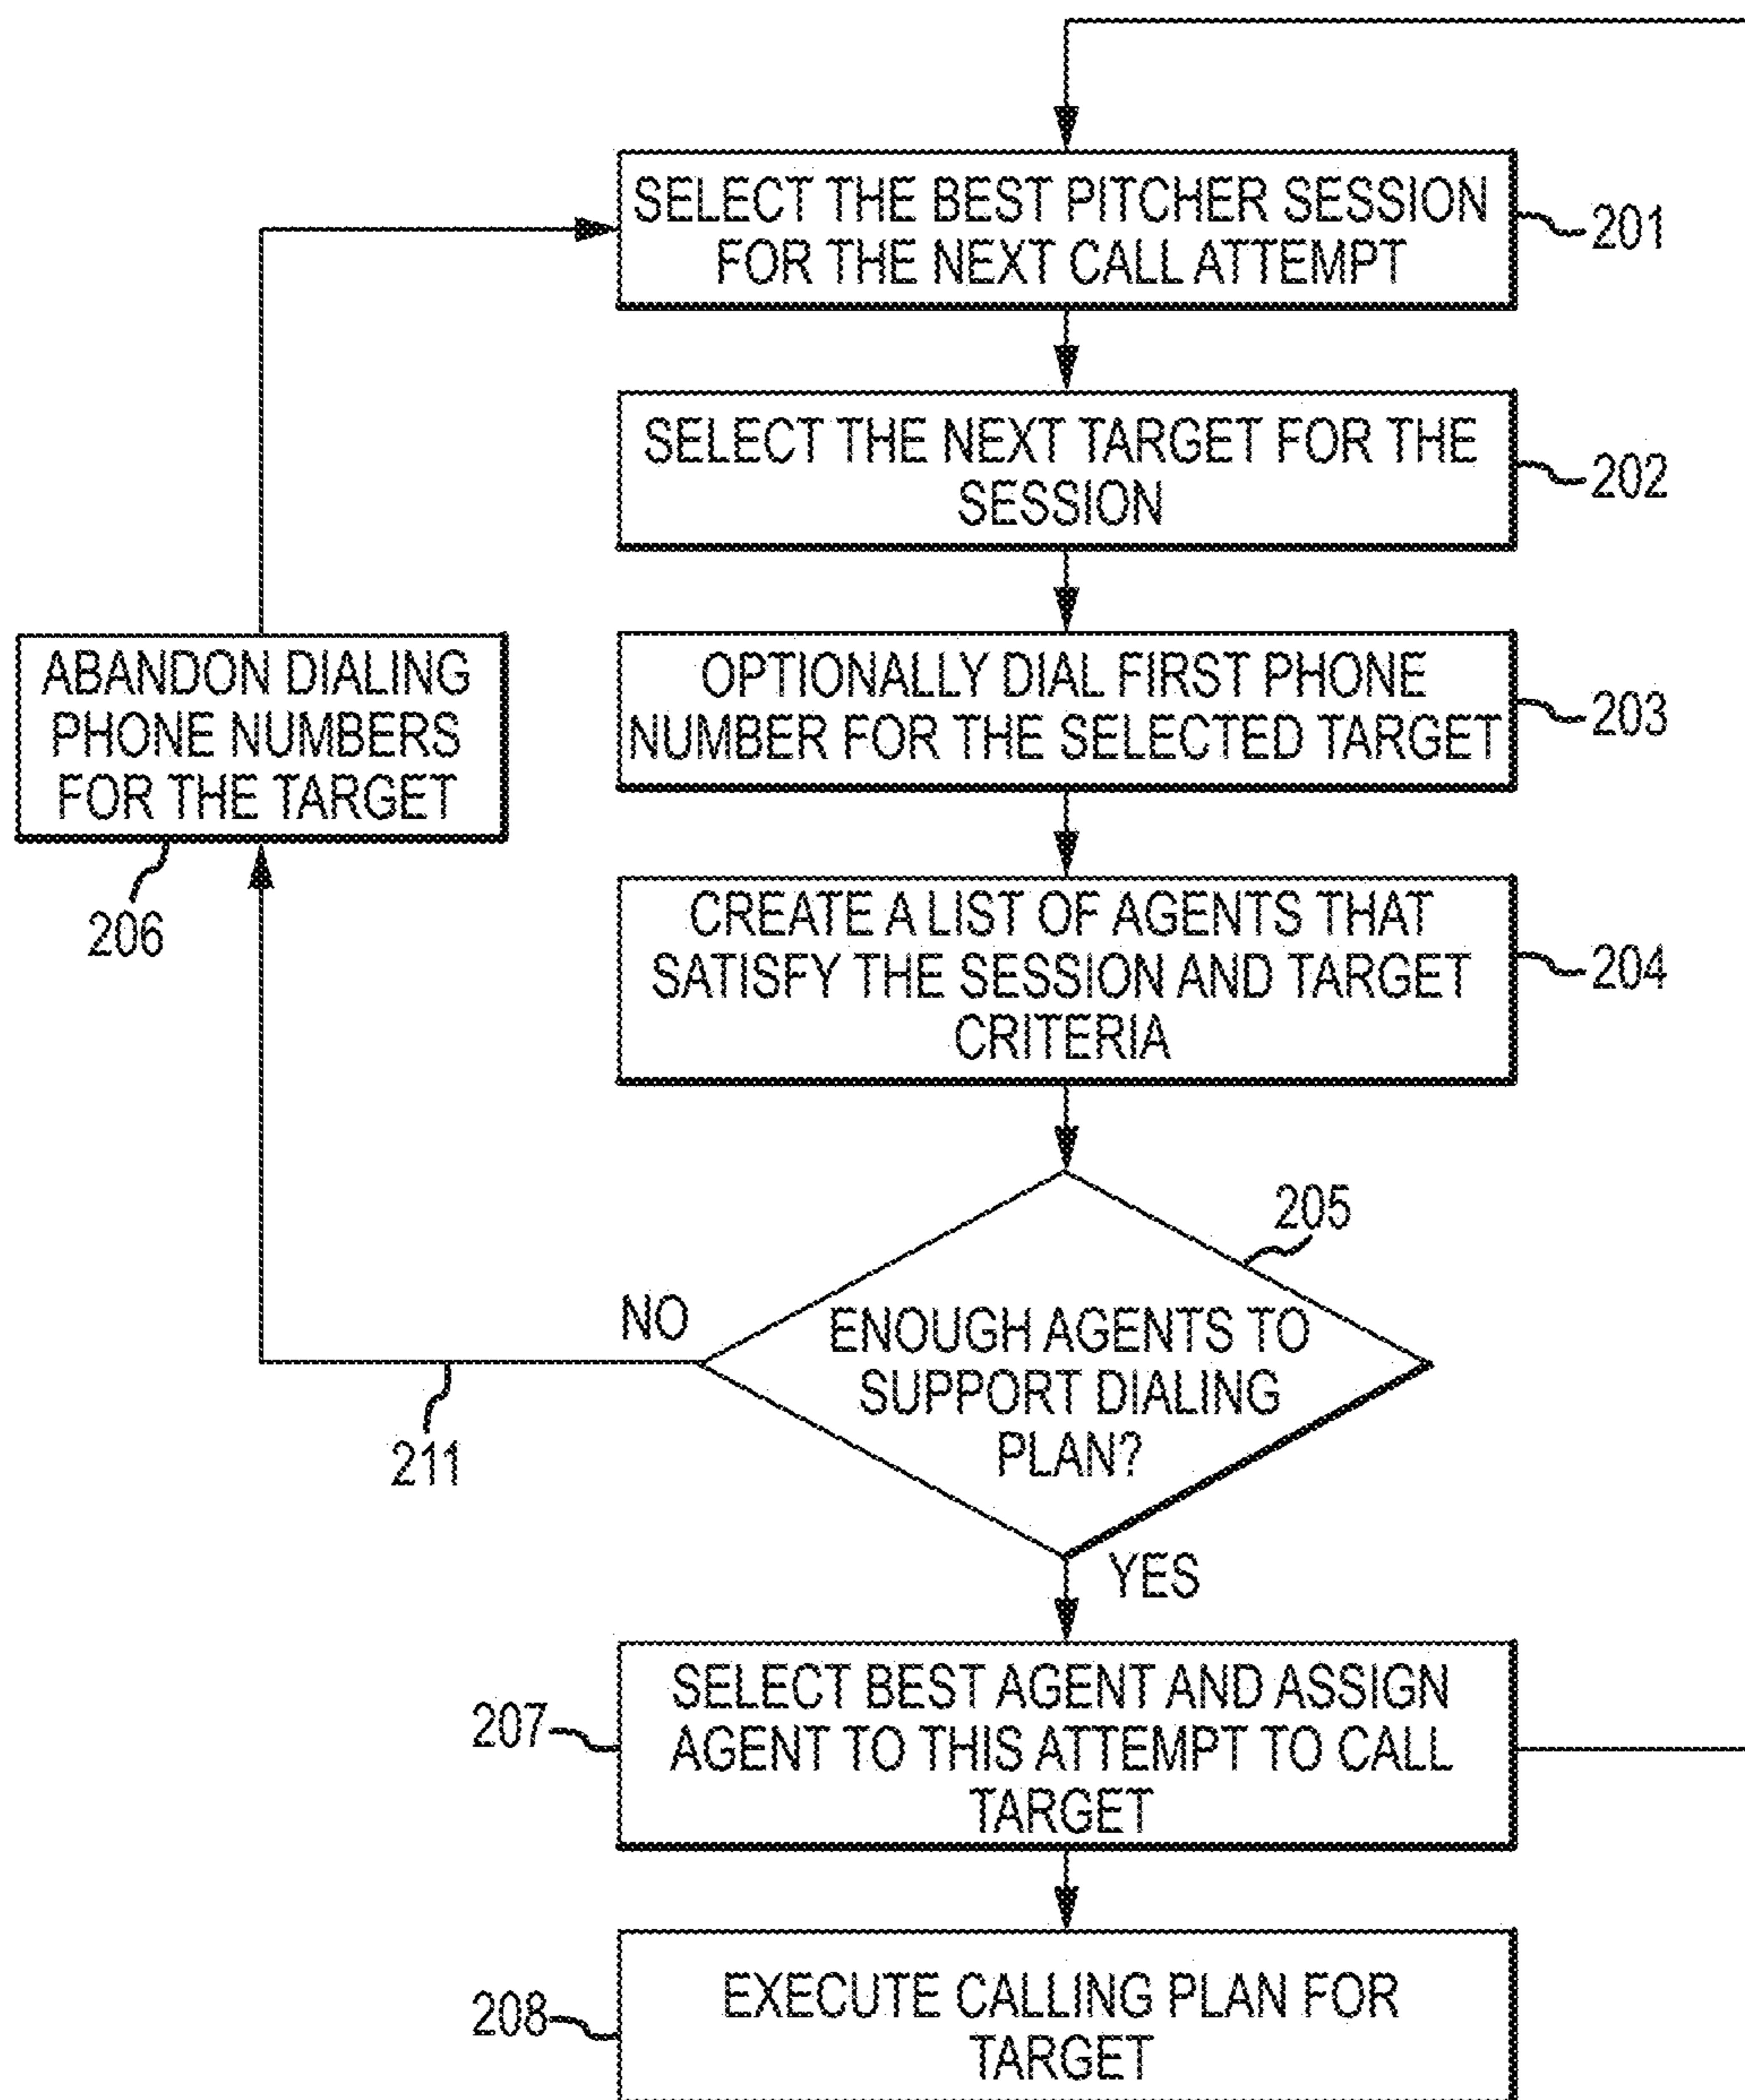 SELECT THE BEST PITCHER SESSION
FOR THE NEXT CALL ATTEMPT
201
SELECT THE NEXT TARGET FOR THE
SESSION
202
ABANDON DIALING
PHONE NUMBERS
FOR THE TARGET
206
OPTIONALLY DIAL FIRST PHONE
NUMBER FOR THE SELECTED TARGET
203
CREATE A LIST OF AGENTS THAT
SATISFY THE SESSION AND TARGET
CRITERIA
204
205
NO
ENOUGH AGENTS TO
SUPPORT DIALING
PLAN?
211
YES
207
SELECT BEST AGENT AND ASSIGN
AGENT TO THIS ATTEMPT TO CALL
TARGET
208
EXECUTE CALLING PLAN FOR
TARGET